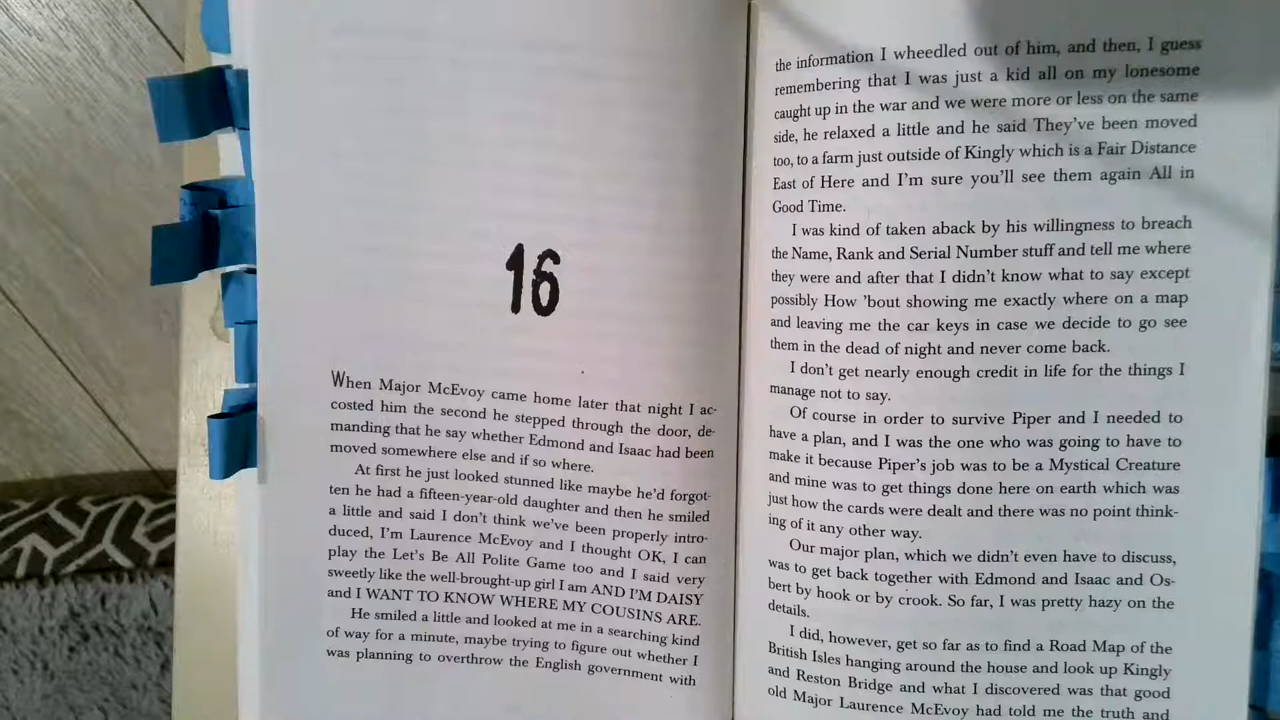 16
When Major McEvoy came home later that night I ac-
costed him the second he stepped through the door, de-
manding that he say whether Edmond and Isaac had been
moved somewhere else and if so where.
At first he just looked stunned like maybe he'd forgot-
ten he had a fifteen-year-old daughter and then he smiled
a little and said I don't think we've been properly intro-
duced, I'm Laurence McEvoy and I thought OK, I can
play the Let's Be All Polite Game too and I said very
sweetly like the well-brought-up girl I am AND I'M DAISY
and I WANT TO KNOW WHERE MY COUSINS ARE.
He smiled a little and looked at me in a searching kind
of way for a minute, maybe trying to figure out whether I
was planning to overthrow the English government with
the information I wheedled out of him, and then, I guess
remembering that I was just a kid all on my lonesome
caught up in the war and we were more or less on the same
side, he relaxed a little and he said They've been moved
too, to a farm just outside of Kingly which is a Fair Distance
East of Here and I'm sure you'll see them again All in
Good Time.
I was kind of taken aback by his willingness to breach
the Name, Rank and Serial Number stuff and tell me where
they were and after that I didn't know what to say except
possibly How 'bout showing me exactly where on a map
and leaving me the car keys in case we decide to go see
them in the dead of night and never come back.
I don't get nearly enough credit in life for the things I
manage not to say.
Of course in order to survive Piper and I needed to
have a plan, and I was the one who was going to have to
make it because Piper's job was to be a Mystical Creature
and mine was to get things done here on earth which was
just how the cards were dealt and there was no point think-
ing of it any other way.
Our major plan, which we didn't even have to discuss,
was to get back together with Edmond and Isaac and Os-
bert by hook or by crook. So far, I was pretty hazy on the
details.
I did, however, get so far as to find a Road Map of the
British Isles hanging around the house and look up Kingly
and Reston Bridge and what I discovered was that good
old Major Laurence McEvoy had told me the truth and